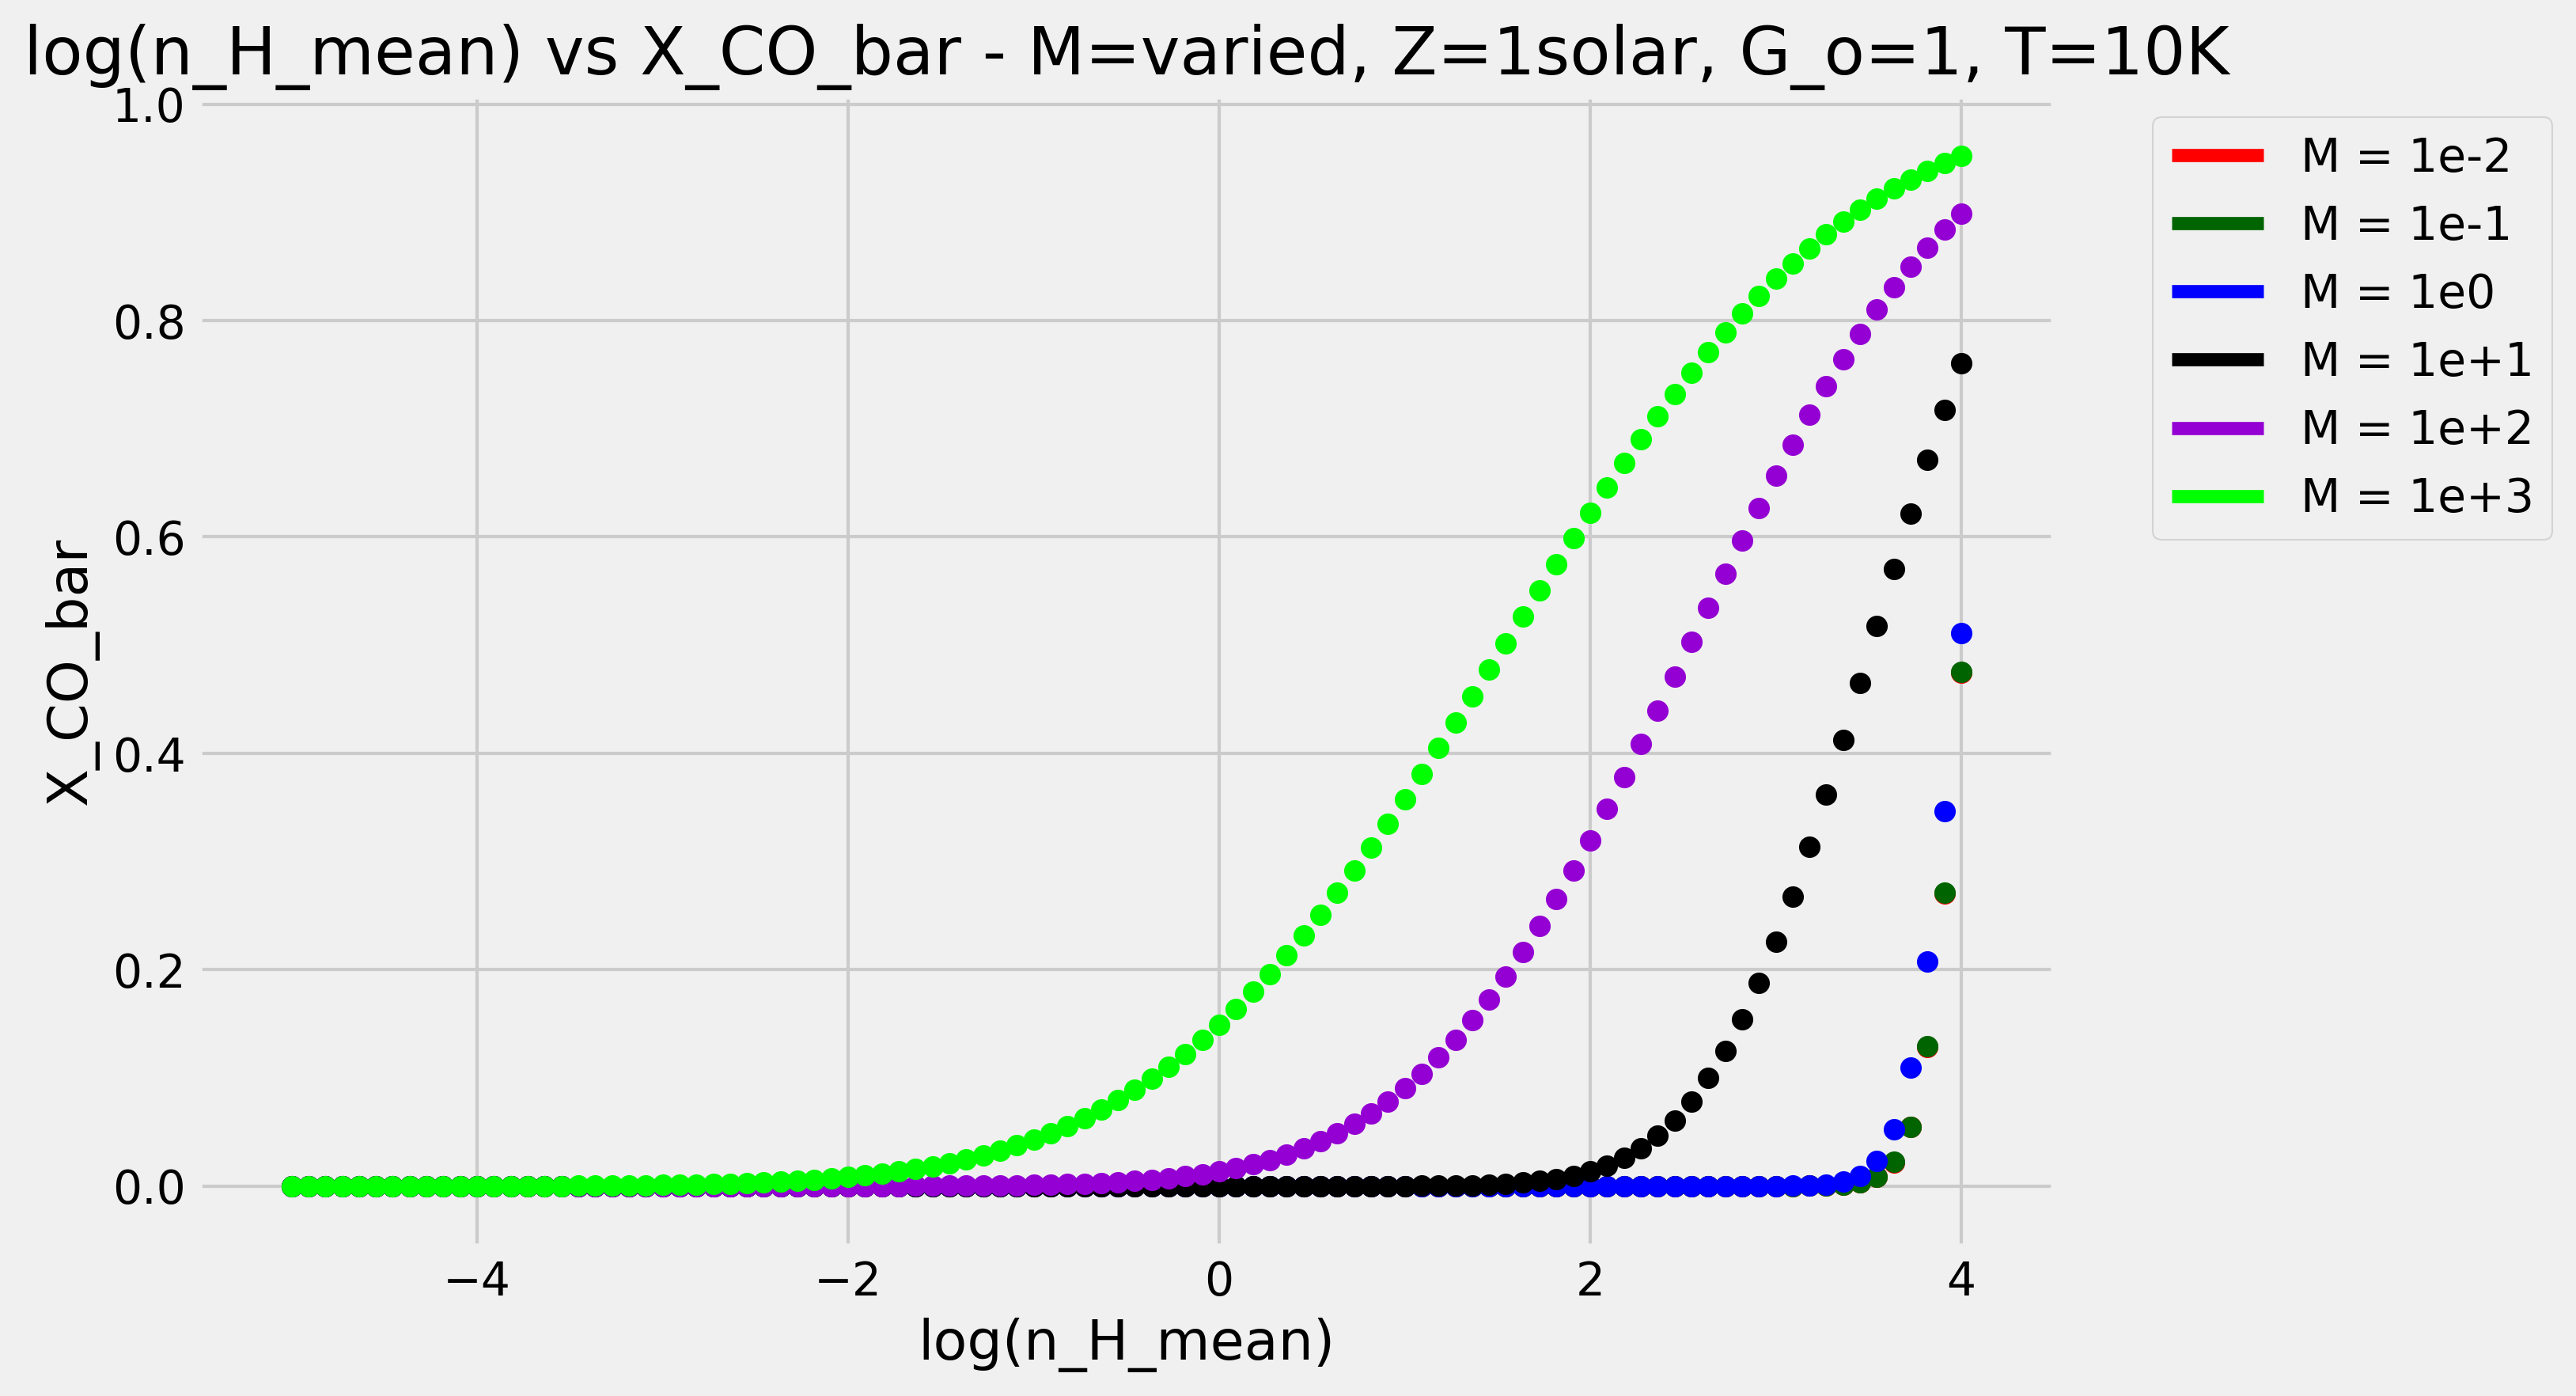 log(n_H_mean) vs X_CO_bar - M=varied, Z=1solar, G_o=1, T=10K
1.0
0.8
0.6
0.4
0.2
0.0
X_CO_bar
−4
−2
0
2
4
log(n_H_mean)
M = 1e-2
M = 1e-1
M = 1e0
M = 1e+1
M = 1e+2
M = 1e+3